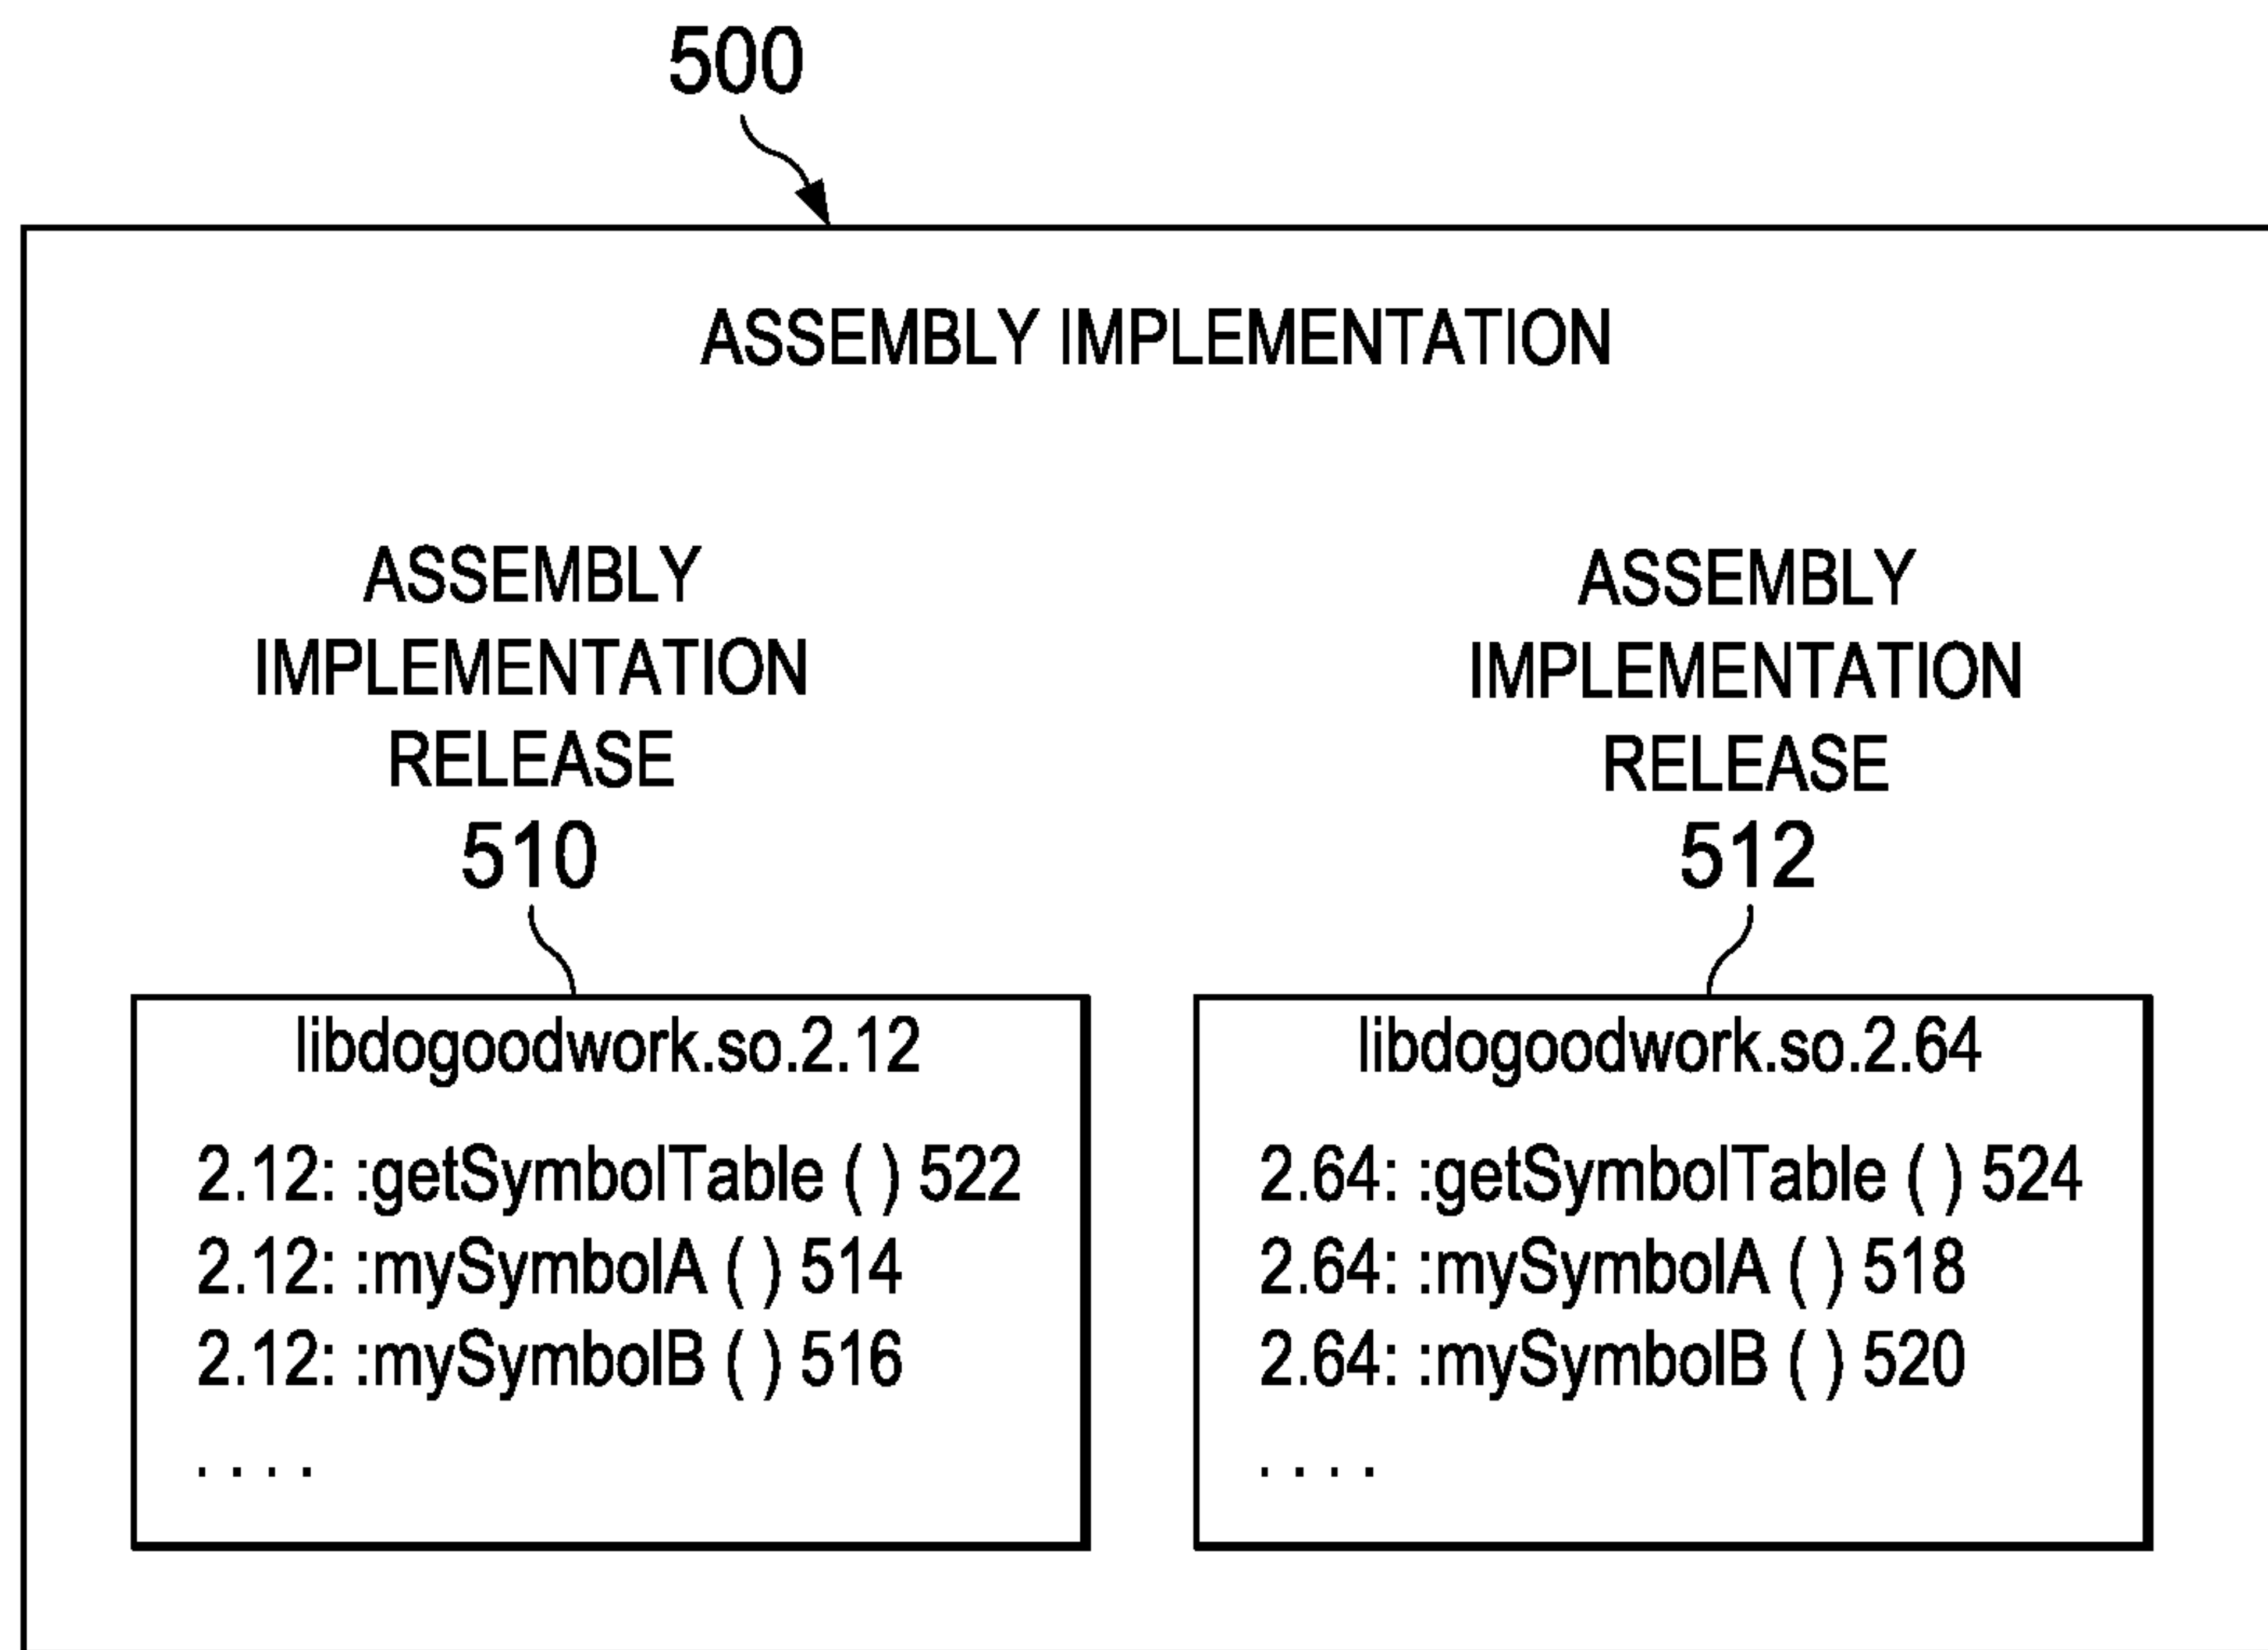 500
ASSEMBLY IMPLEMENTATION
ASSEMBLY
IMPLEMENTATION
RELEASE
510
libdogoodwork.so.2.12
2.12: :getSymbolTable ( ) 522
2.12: :mySymbolA ( ) 514
2.12: :mySymbolB ( ) 516
. . . .
ASSEMBLY
IMPLEMENTATION
RELEASE
512
libdogoodwork.so.2.64
2.64: :getSymbolTable ( ) 524
2.64: :mySymbolA ( ) 518
2.64: :mySymbolB ( ) 520
. . . .